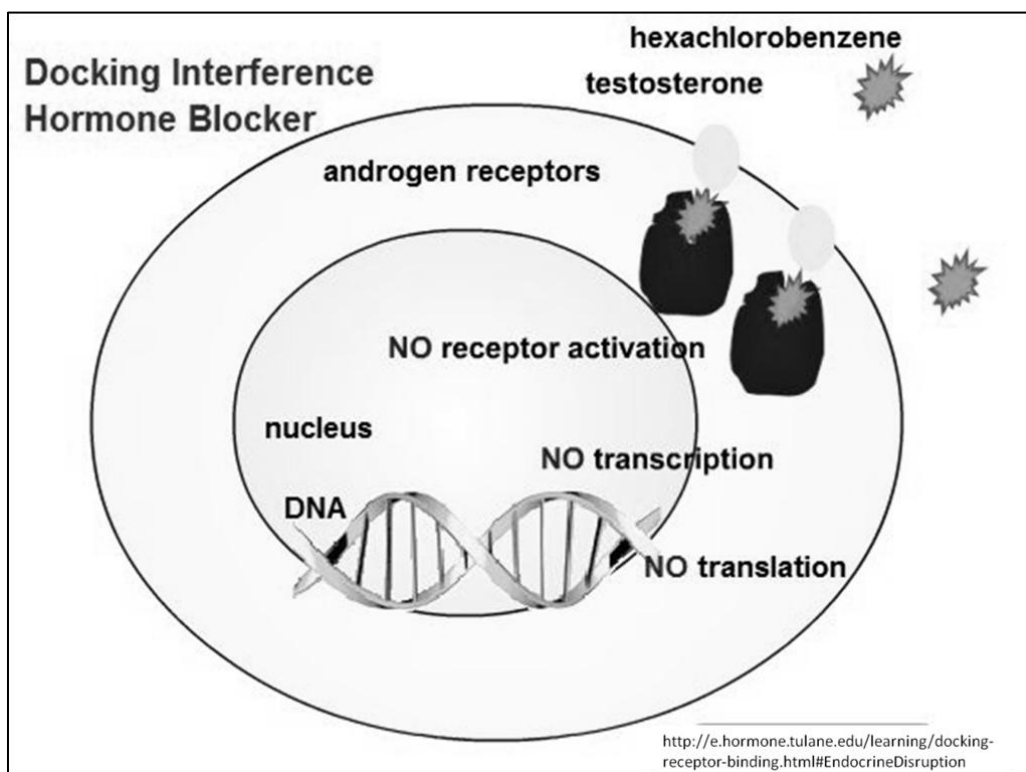 Docking Interference
Hormone Blocker
hexachlorobenzene
testosterone
androgen receptors
NO receptor activation
nucleus
NO transcription
DNA
NO translation
http://e.hormone.tulane.edu/learning/docking-
receptor-binding.html#EndocrineDisruption